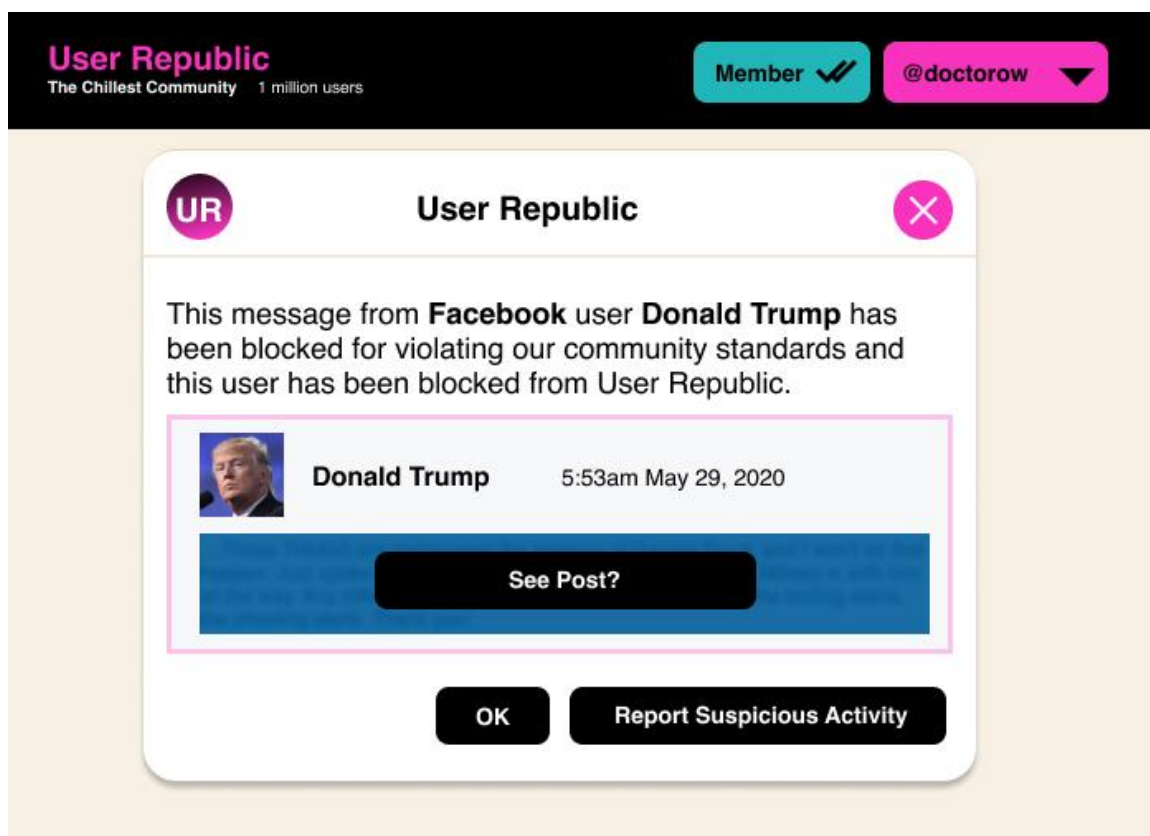 User Republic
The Chillest Community 1 million users
Member
@doctorow
UR
User Republic
This message from Facebook user Donald Trump has
been blocked for violating our community standards and
this user has been blocked from User Republic.
Donald Trump 5:53am May 29, 2020
See Post?
OK
Report Suspicious Activity